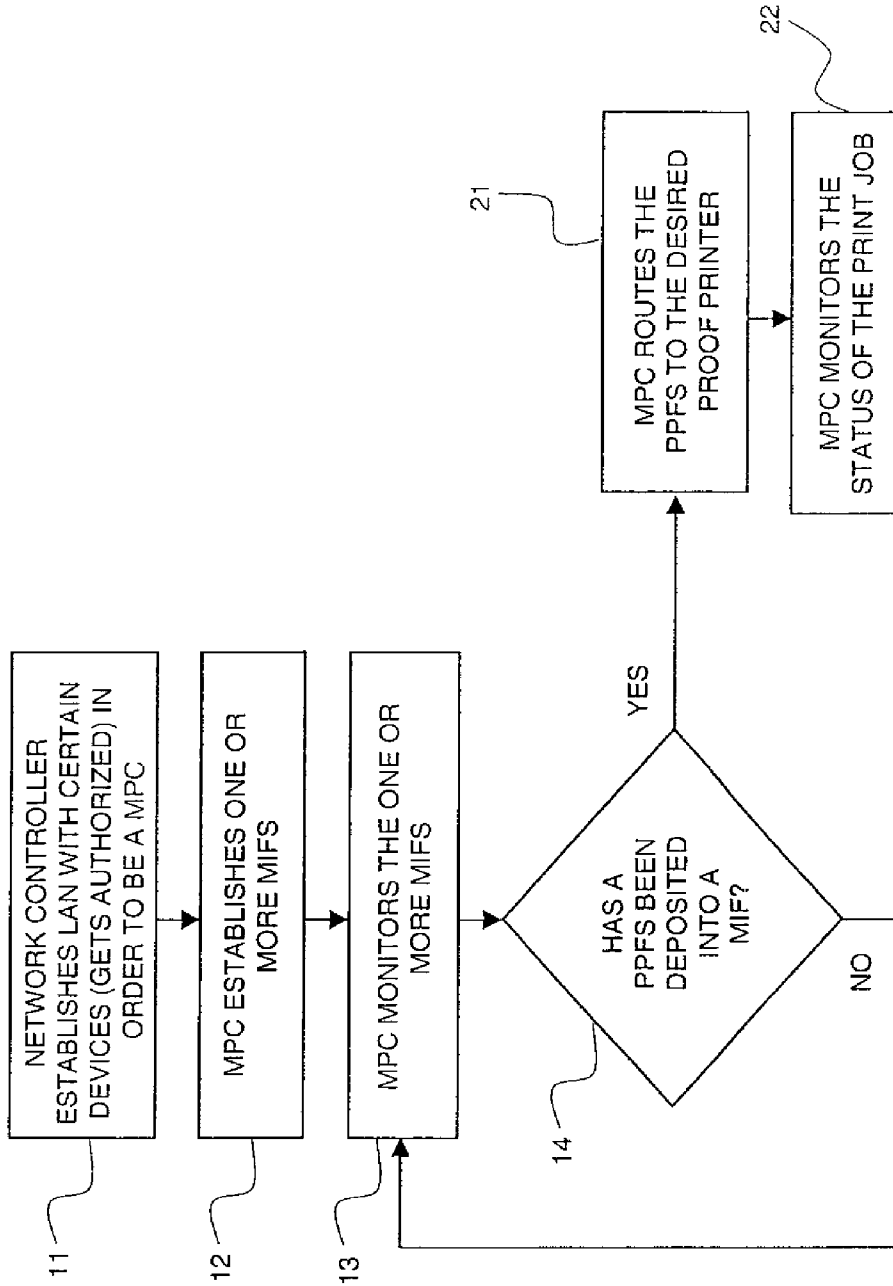 11
NETWORK CONTROLLER
ESTABLISHES LAN WITH CERTAIN
DEVICES (GETS AUTHORIZED) IN
ORDER TO BE A MPC
12
MPC ESTABLISHES ONE OR
MORE MIFS
13
MPC MONITORS THE ONE OR
MORE MIFS
14
HAS A
PPFS BEEN
DEPOSITED
INTO A
MIF?
NO
YES
21
MPC ROUTES THE
PPFS TO THE DESIRED
PROOF PRINTER
22
MPC MONITORS THE
STATUS OF THE PRINT JOB